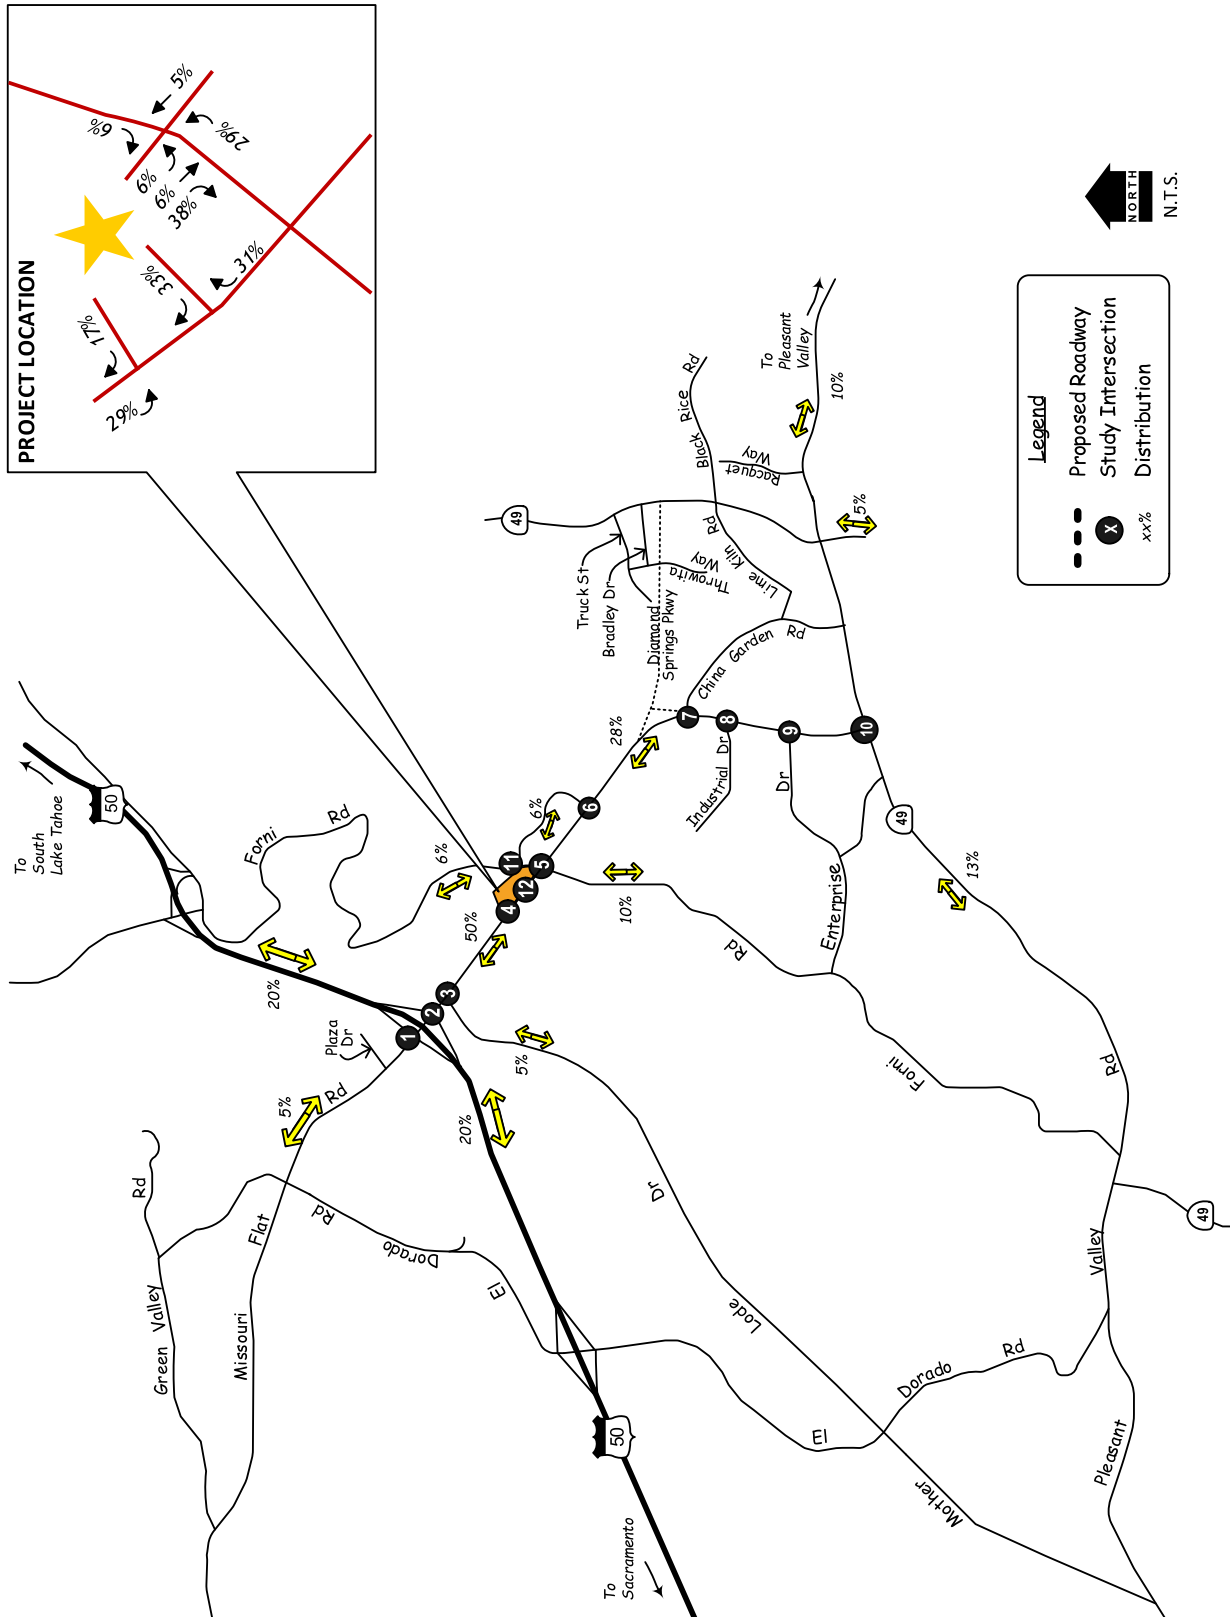 PROJECT LOCATION
29%
17%
33%
31%
6%
6%
6%
38%
5%
29%
To
South
Lake Tahoe
50
Forni
Rd
20%
6%
6%
50%
Plaza
Dr
1
2
3
4
12
11
5
6
7
8
9
10
28%
10%
5%
Rd
5%
20%
Green Valley
Rd
Missouri
Flat
El
Dorado
Rd
50
To
Sacramento
Mother
Lode
Dr
El
Dorado
Rd
Pleasant
Valley
Rd
49
Forni
Rd
Enterprise
Dr
Industrial Dr
49
13%
China Garden Rd
Lime Kiln
Rd
Diamond
Springs Pkwy
Throwita
Way
Bradley Dr
Truck St
49
Black Rice Rd
Racquet
Way
5%
10%
To
Pleasant
Valley
NORTH
N.T.S.
Legend
Proposed Roadway
X
Study Intersection
xx%
Distribution